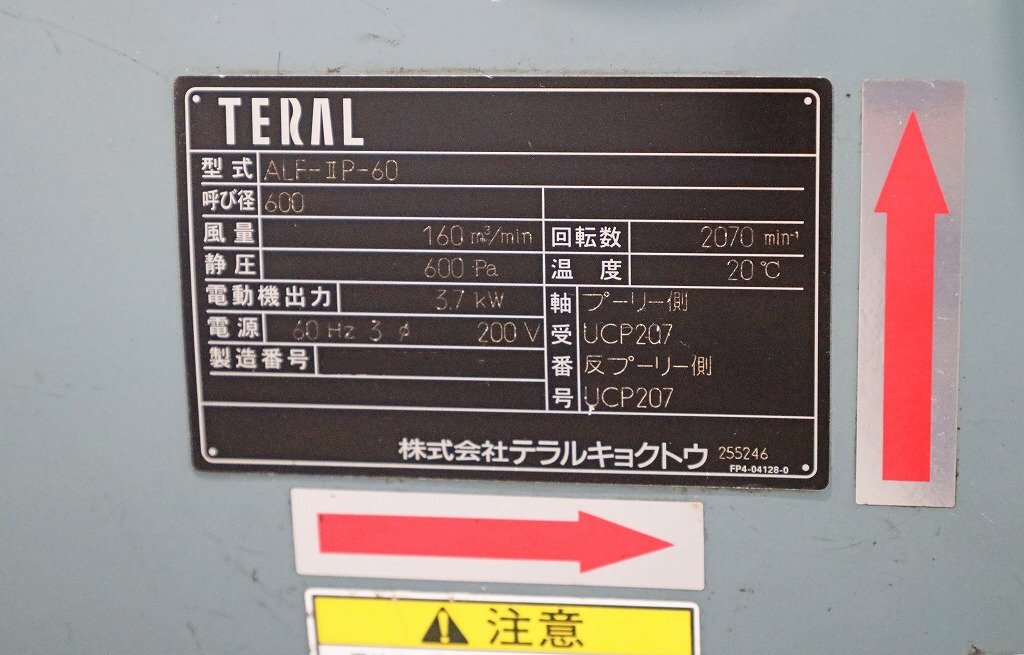 TERAL
型式 ALF-ⅡP-60
呼び径 600
風量 160 m³/min 回転数 2070 min⁻¹
静圧 600 Pa 温度 20℃
電動機出力 3.7 kW 軸受番号 プーリー側
電源 60 Hz 3 φ 200 V UCP207
製造番号 反プーリー側
UCP207
株式会社テラルキョクトウ 255246
FP4-04128-0
注意